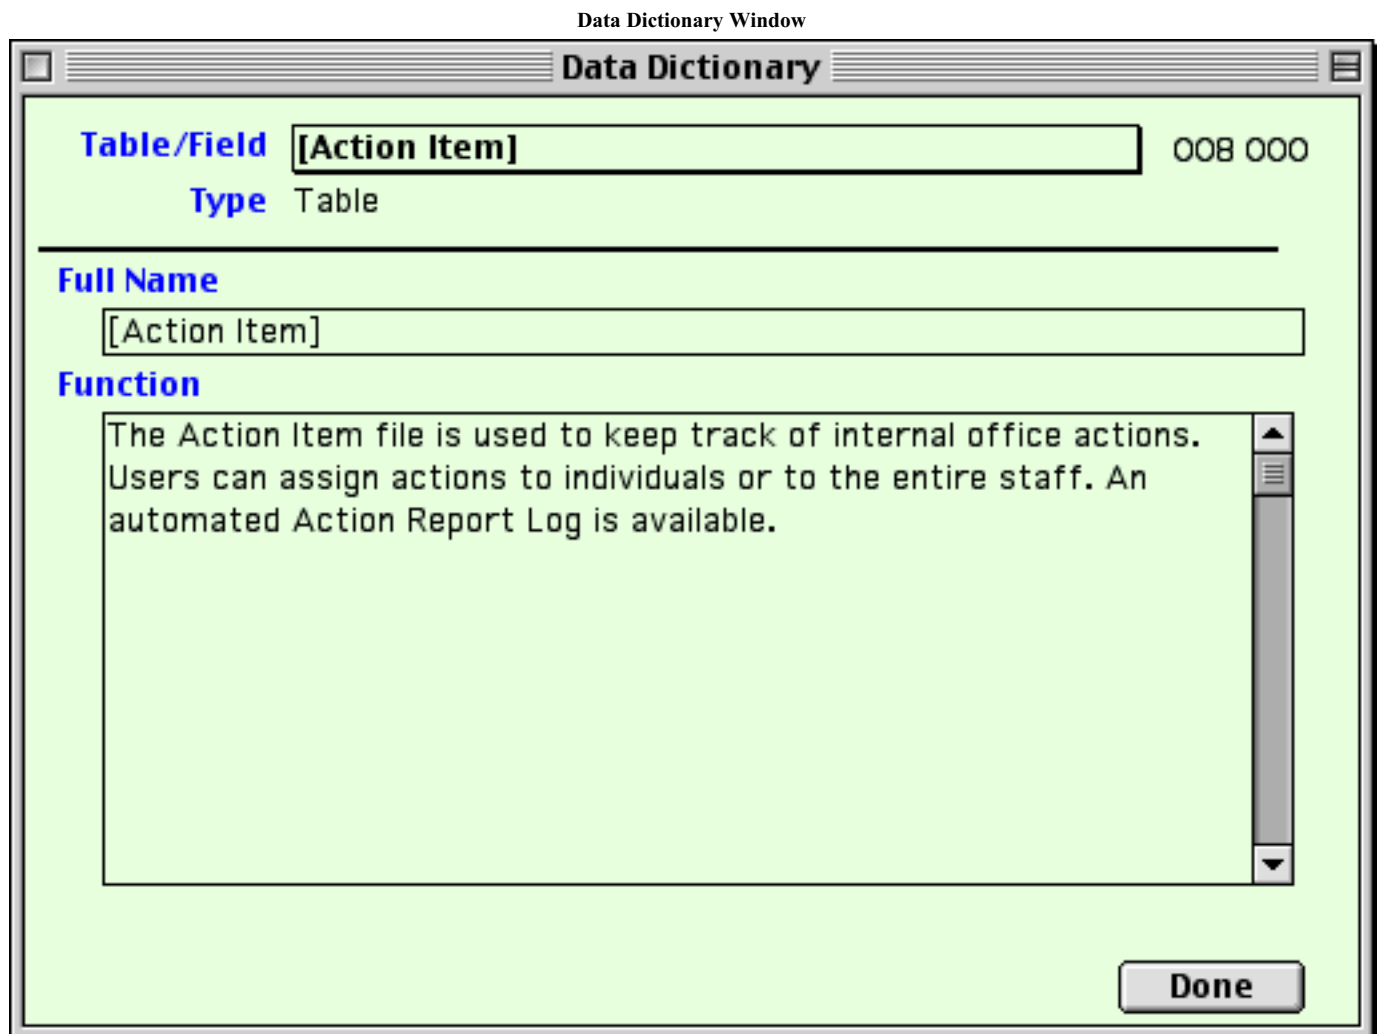 Data Dictionary Window
Data Dictionary
Table/Field [Action Item] 008 000
Type Table
Full Name
[Action Item]
Function
The Action Item file is used to keep track of internal office actions.
Users can assign actions to individuals or to the entire staff. An
automated Action Report Log is available.
Done